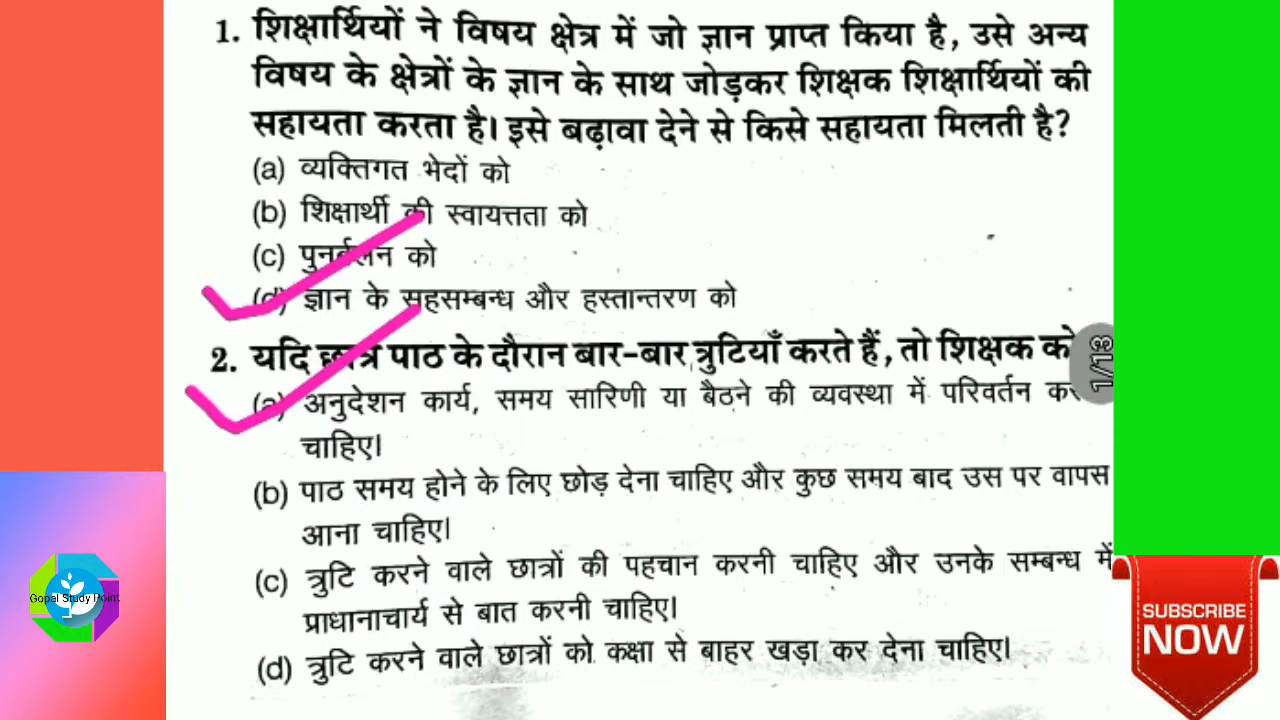 1. शिक्षार्थियों ने विषय क्षेत्र में जो ज्ञान प्राप्त किया है, उसे अन्य
विषय के क्षेत्रों के ज्ञान के साथ जोड़कर शिक्षक शिक्षार्थियों की
सहायता करता है। इसे बढ़ावा देने से किसे सहायता मिलती है?
(a) व्यक्तिगत भेदों को
(b) शिक्षार्थी की स्वायत्तता को
(c) पुनर्बलन को
(d) ज्ञान के सहसम्बन्ध और हस्तान्तरण को
2. यदि छात्र पाठ के दौरान बार-बार त्रुटियाँ करते हैं, तो शिक्षक को
1/13
(a) अनुदेशन कार्य, समय सारिणी या बैठने की व्यवस्था में परिवर्तन
चाहिए।
(b) पाठ समय होने के लिए छोड़ देना चाहिए और कुछ समय बाद उस पर वापस
आना चाहिए।
(c) त्रुटि करने वाले छात्रों की पहचान करनी चाहिए और उनके सम्बन्ध में
प्राधानाचार्य से बात करनी चाहिए।
(d) त्रुटि करने वाले छात्रों को कक्षा से बाहर खड़ा कर देना चाहिए।
Gopal Study Point
SUBSCRIBE
NOW